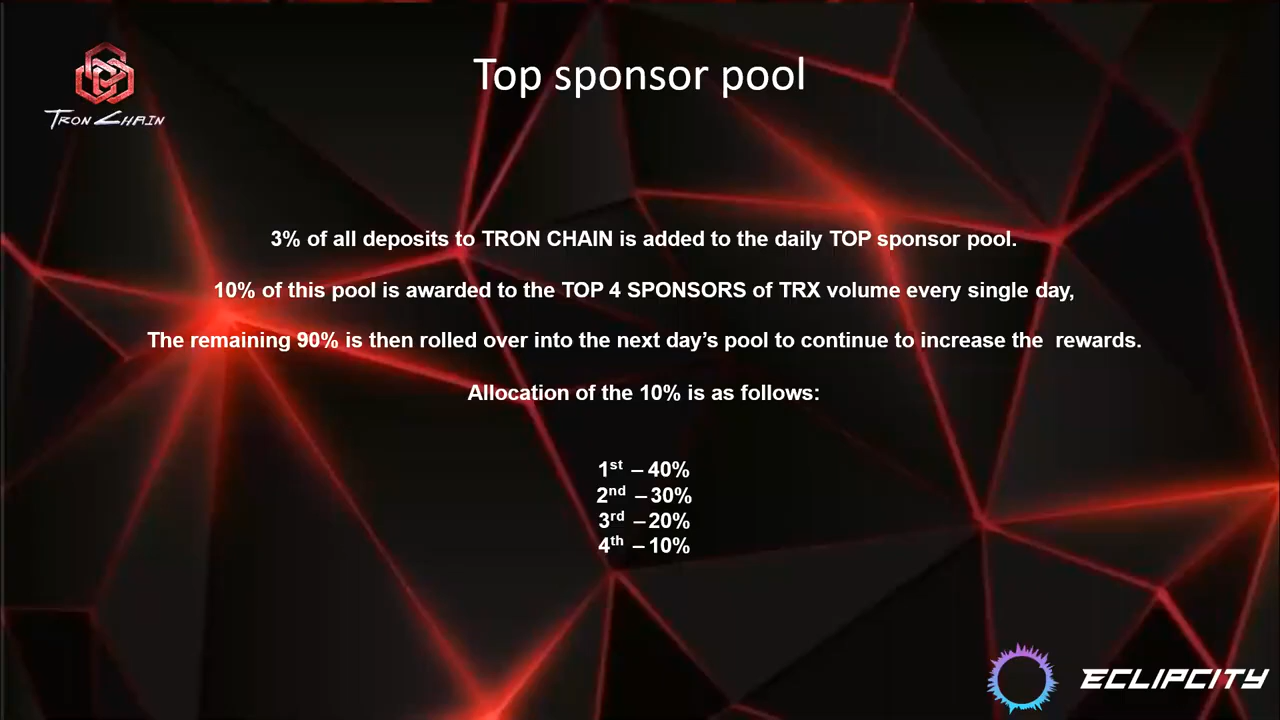 Top sponsor pool
TRON CHAIN
3% of all deposits to TRON CHAIN is added to the daily TOP sponsor pool.
10% of this pool is awarded to the TOP 4 SPONSORS of TRX volume every single day,
The remaining 90% is then rolled over into the next day’s pool to continue to increase the  rewards.
Allocation of the 10% is as follows:
1st – 40%
2nd – 30%
3rd – 20%
4th – 10%
ECLIPCITY